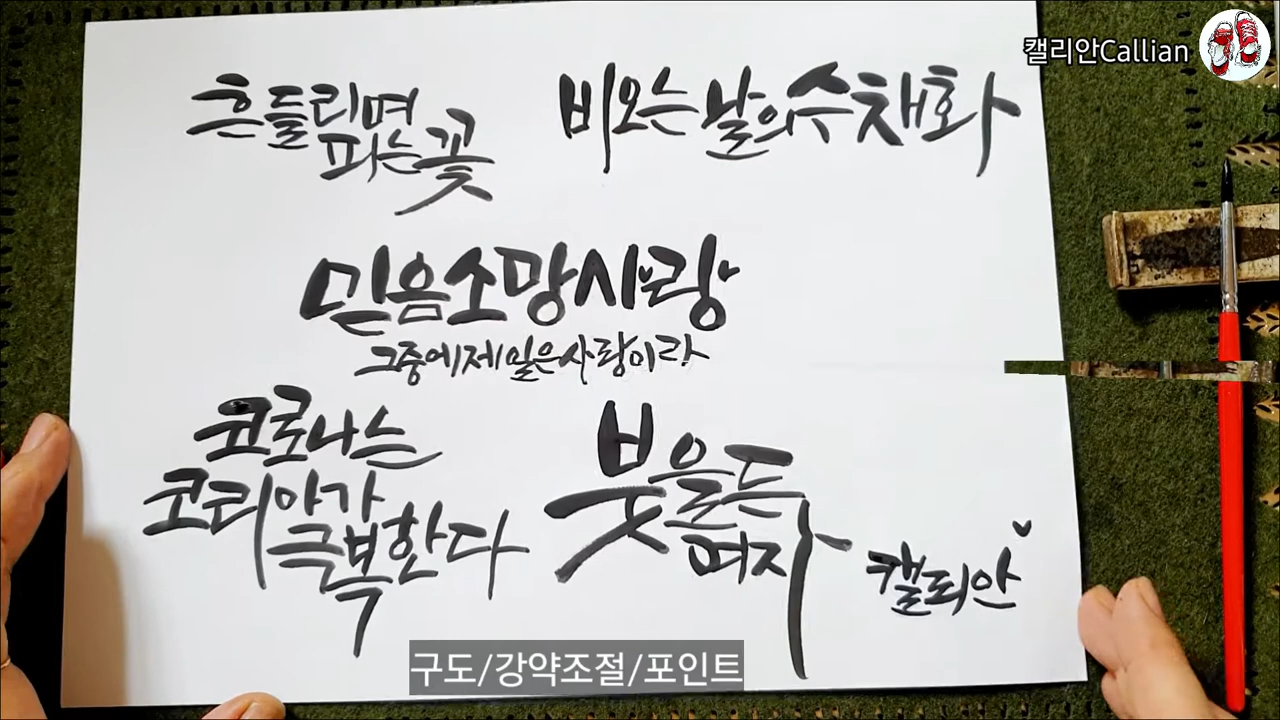 캘리안Callian
흔들리며
피는꽃
비오는날의수채화
믿음소망사랑
그중에제일은사랑이라
코로나는
코리아가
극복한다
붓을든
여자
캘리안
구도/강약조절/포인트